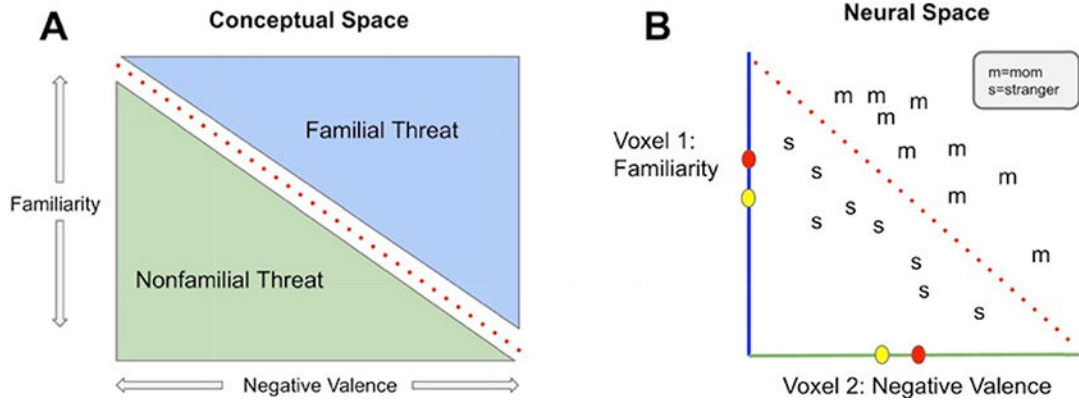 A
Conceptual Space
Familiarity
Familial Threat
Nonfamilial Threat
Negative Valence
B
Neural Space
m=mom
s=stranger
Voxel 1:
Familiarity
m m m
m
s m m
s m
m
s s
s
s m
s
s
Voxel 2: Negative Valence